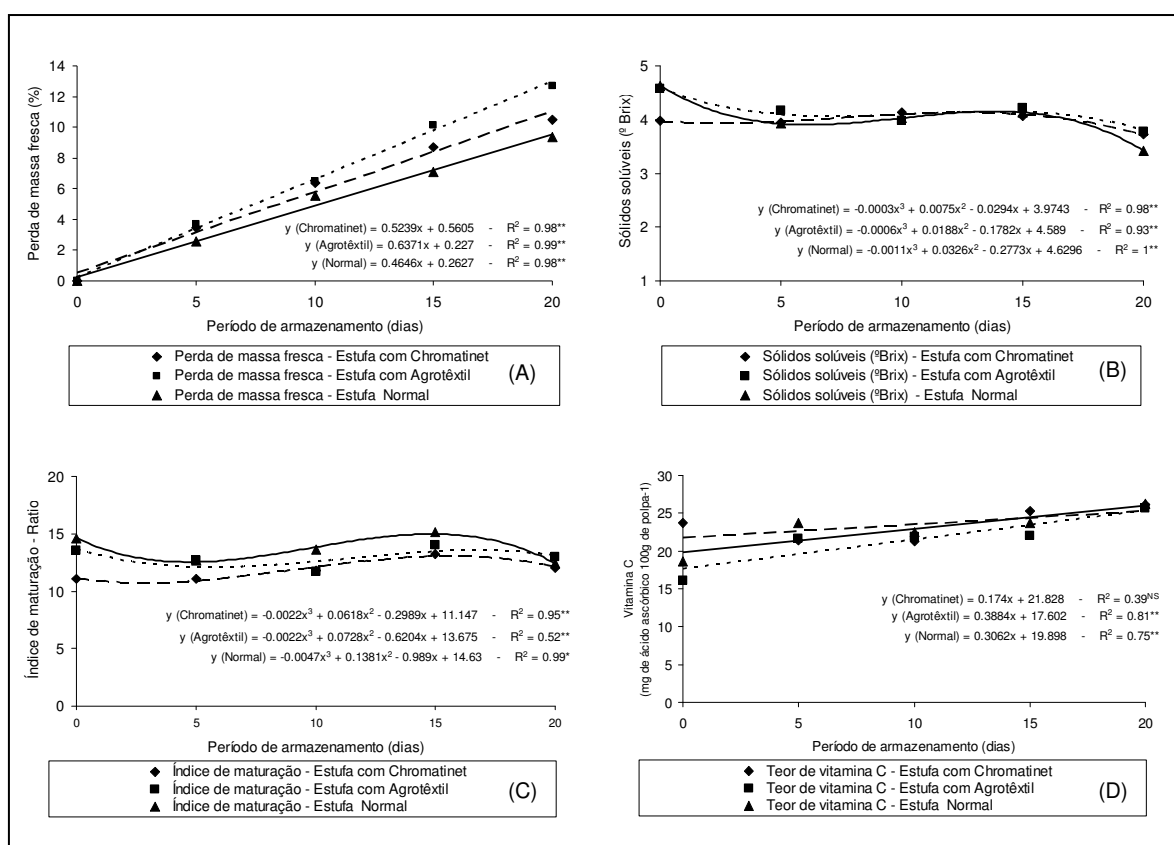 14
12
10
8
6
4
2
0
Perda de massa fresca (%)
y (Chromatinet) = 0.5239x + 0.5605 - R² = 0.98**
y (Agrotêxtil) = 0.6371x + 0.227 - R² = 0.99**
y (Normal) = 0.4646x + 0.2627 - R² = 0.98**
0 5 10 15 20
Período de armazenamento (dias)
Perda de massa fresca - Estufa com Chromatinet
Perda de massa fresca - Estufa com Agrotêxtil
Perda de massa fresca - Estufa Normal
(A)
5
4
3
2
1
Sólidos solúveis (º Brix)
y (Chromatinet) = -0.0003x³ + 0.0075x² - 0.0294x + 3.9743 - R² = 0.98**
y (Agrotêxtil) = -0.0006x³ + 0.0188x² - 0.1782x + 4.589 - R² = 0.93**
y (Normal) = -0.0011x³ + 0.0326x² - 0.2773x + 4.6296 - R² = 1**
0 5 10 15 20
Período de armazenamento (dias)
Sólidos solúveis (ºBrix) - Estufa com Chromatinet
Sólidos solúveis (ºBrix) - Estufa com Agrotêxtil
Sólidos solúveis (ºBrix) - Estufa Normal
(B)
20
15
10
5
0
Índice de maturação - Ratio
y (Chromatinet) = -0.0022x³ + 0.0618x² - 0.2989x + 11.147 - R² = 0.95**
y (Agrotêxtil) = -0.0022x³ + 0.0728x² - 0.6204x + 13.675 - R² = 0.52**
y (Normal) = -0.0047x³ + 0.1381x² - 0.989x + 14.63 - R² = 0.99*
0 5 10 15 20
Período de armazenamento (dias)
Índice de maturação - Estufa com Chromatinet
Índice de maturação - Estufa com Agrotêxtil
Índice de maturação - Estufa Normal
(C)
30
25
20
15
10
5
0
Vitamina C
(mg de ácido ascórbico 100g de polpa-1)
y (Chromatinet) = 0.174x + 21.828 - R² = 0.39ᴺˢ
y (Agrotêxtil) = 0.3884x + 17.602 - R² = 0.81**
y (Normal) = 0.3062x + 19.898 - R² = 0.75**
0 5 10 15 20
Período de armazenamento (dias)
Teor de vitamina C - Estufa com Chromatinet
Teor de vitamina C - Estufa com Agrotêxtil
Teor de vitamina C - Estufa Normal
(D)